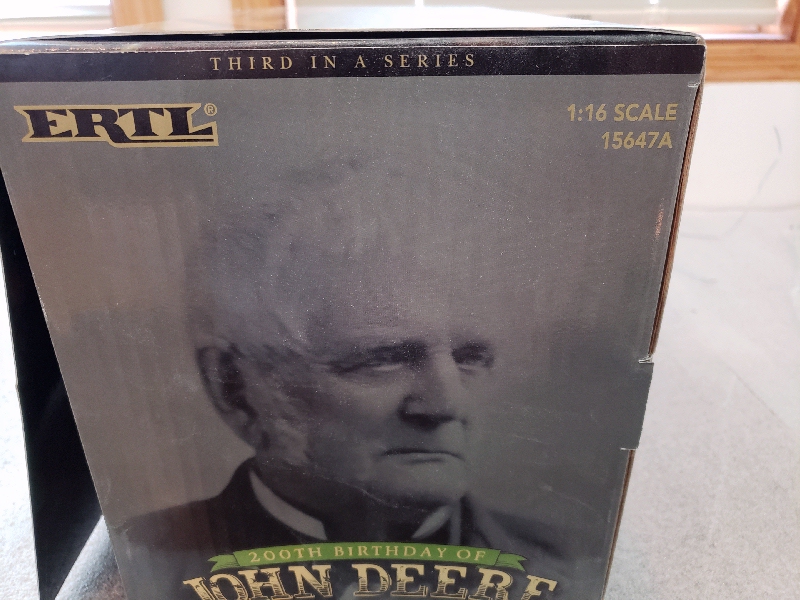 THIRD IN A SERIES
ERTL®
1:16 SCALE
15647A
200TH BIRTHDAY OF
JOHN DEERE